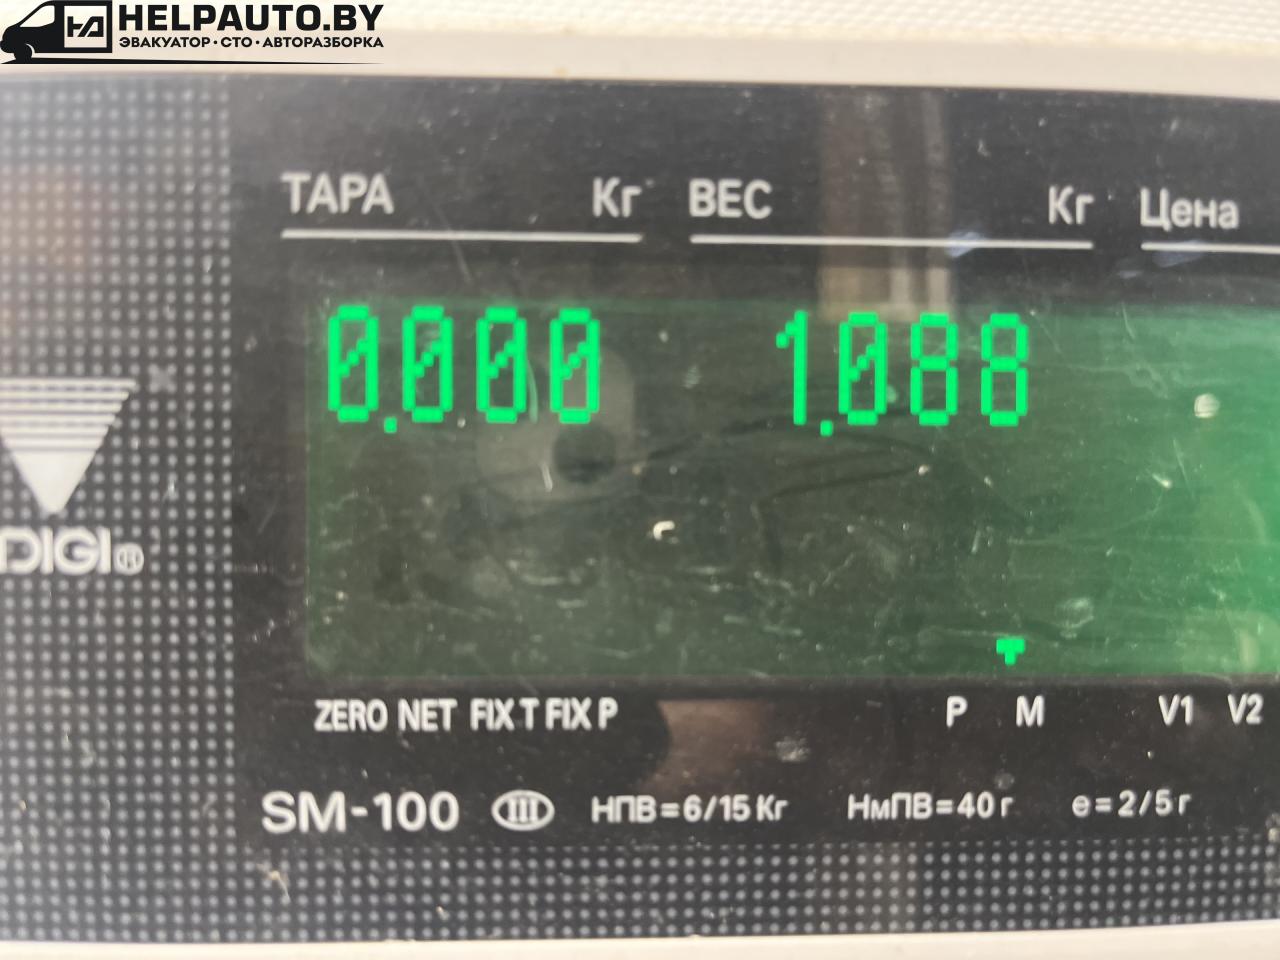 HELPAUTO.BY
ЭВАКУАТОР · СТО · АВТОРАЗБОРКА
ТАРА Кг ВЕС Кг Цена
0.000 1.088
DIGI®
ZERO NET FIX T FIX P P M V1 V2
SM-100 III НПВ=6/15 Кг НмПВ=40 г e=2/5 г